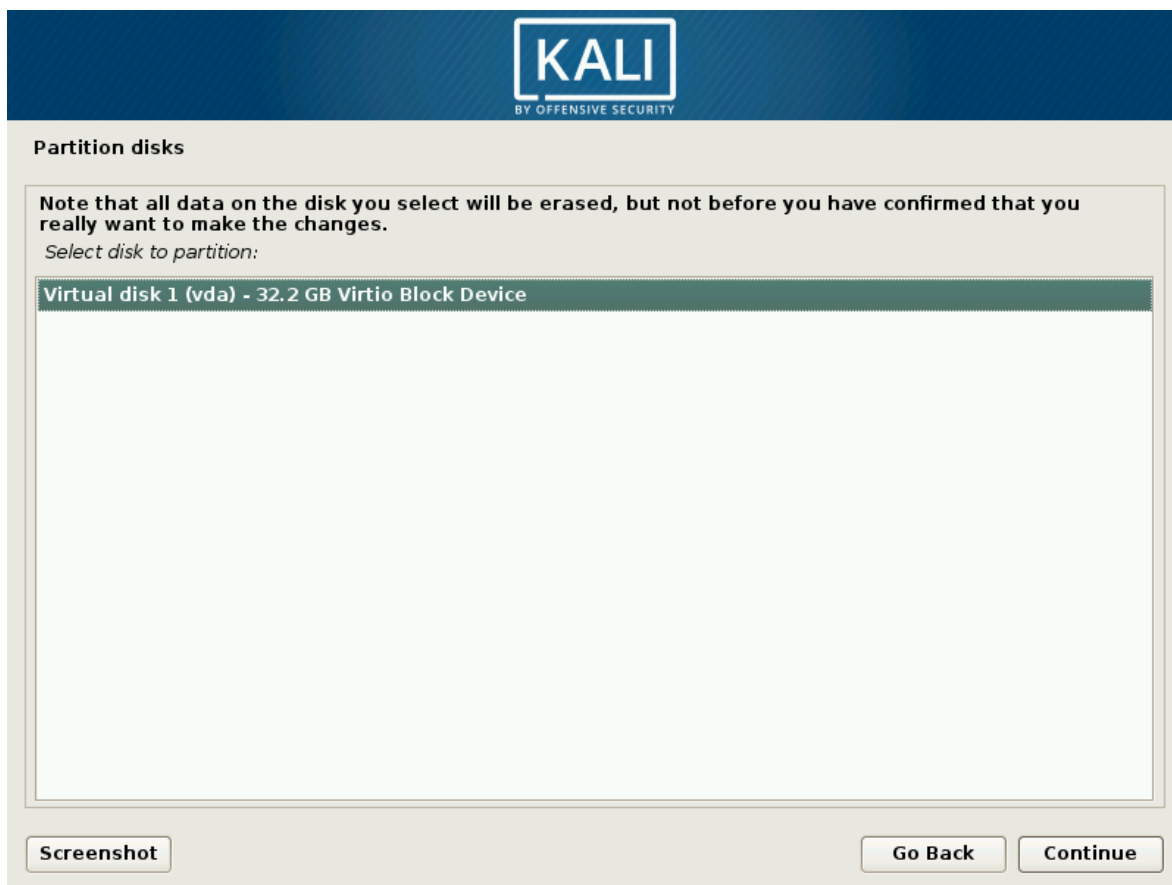 KALI
BY OFFENSIVE SECURITY
Partition disks
Note that all data on the disk you select will be erased, but not before you have confirmed that you
really want to make the changes.
Select disk to partition:
Virtual disk 1 (vda) - 32.2 GB Virtio Block Device
Screenshot
Go Back
Continue